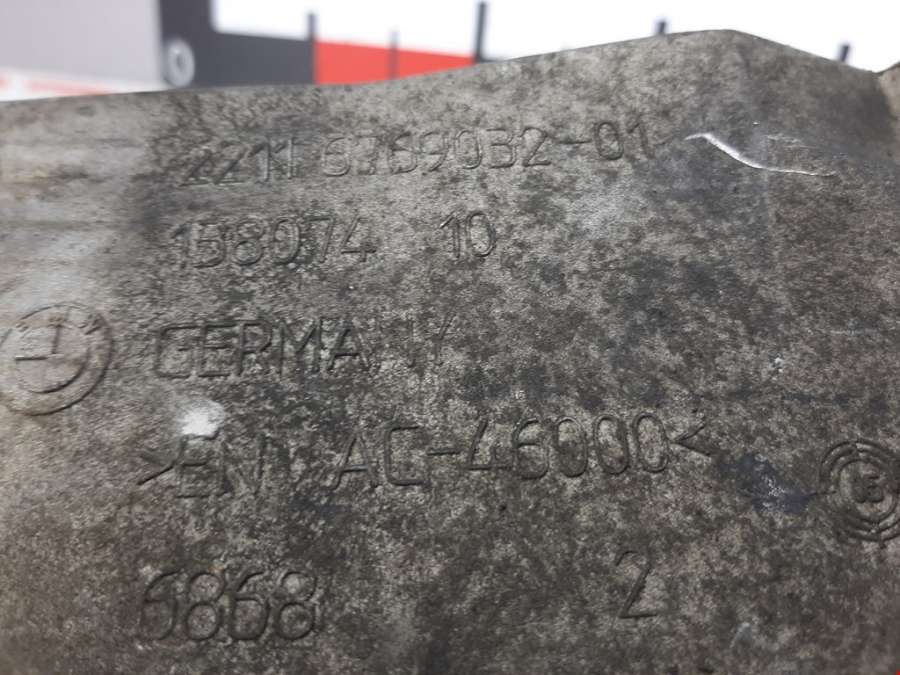 2211 6769032-01
158074 10
GERMANY
>EN AC-46000<
6868 2